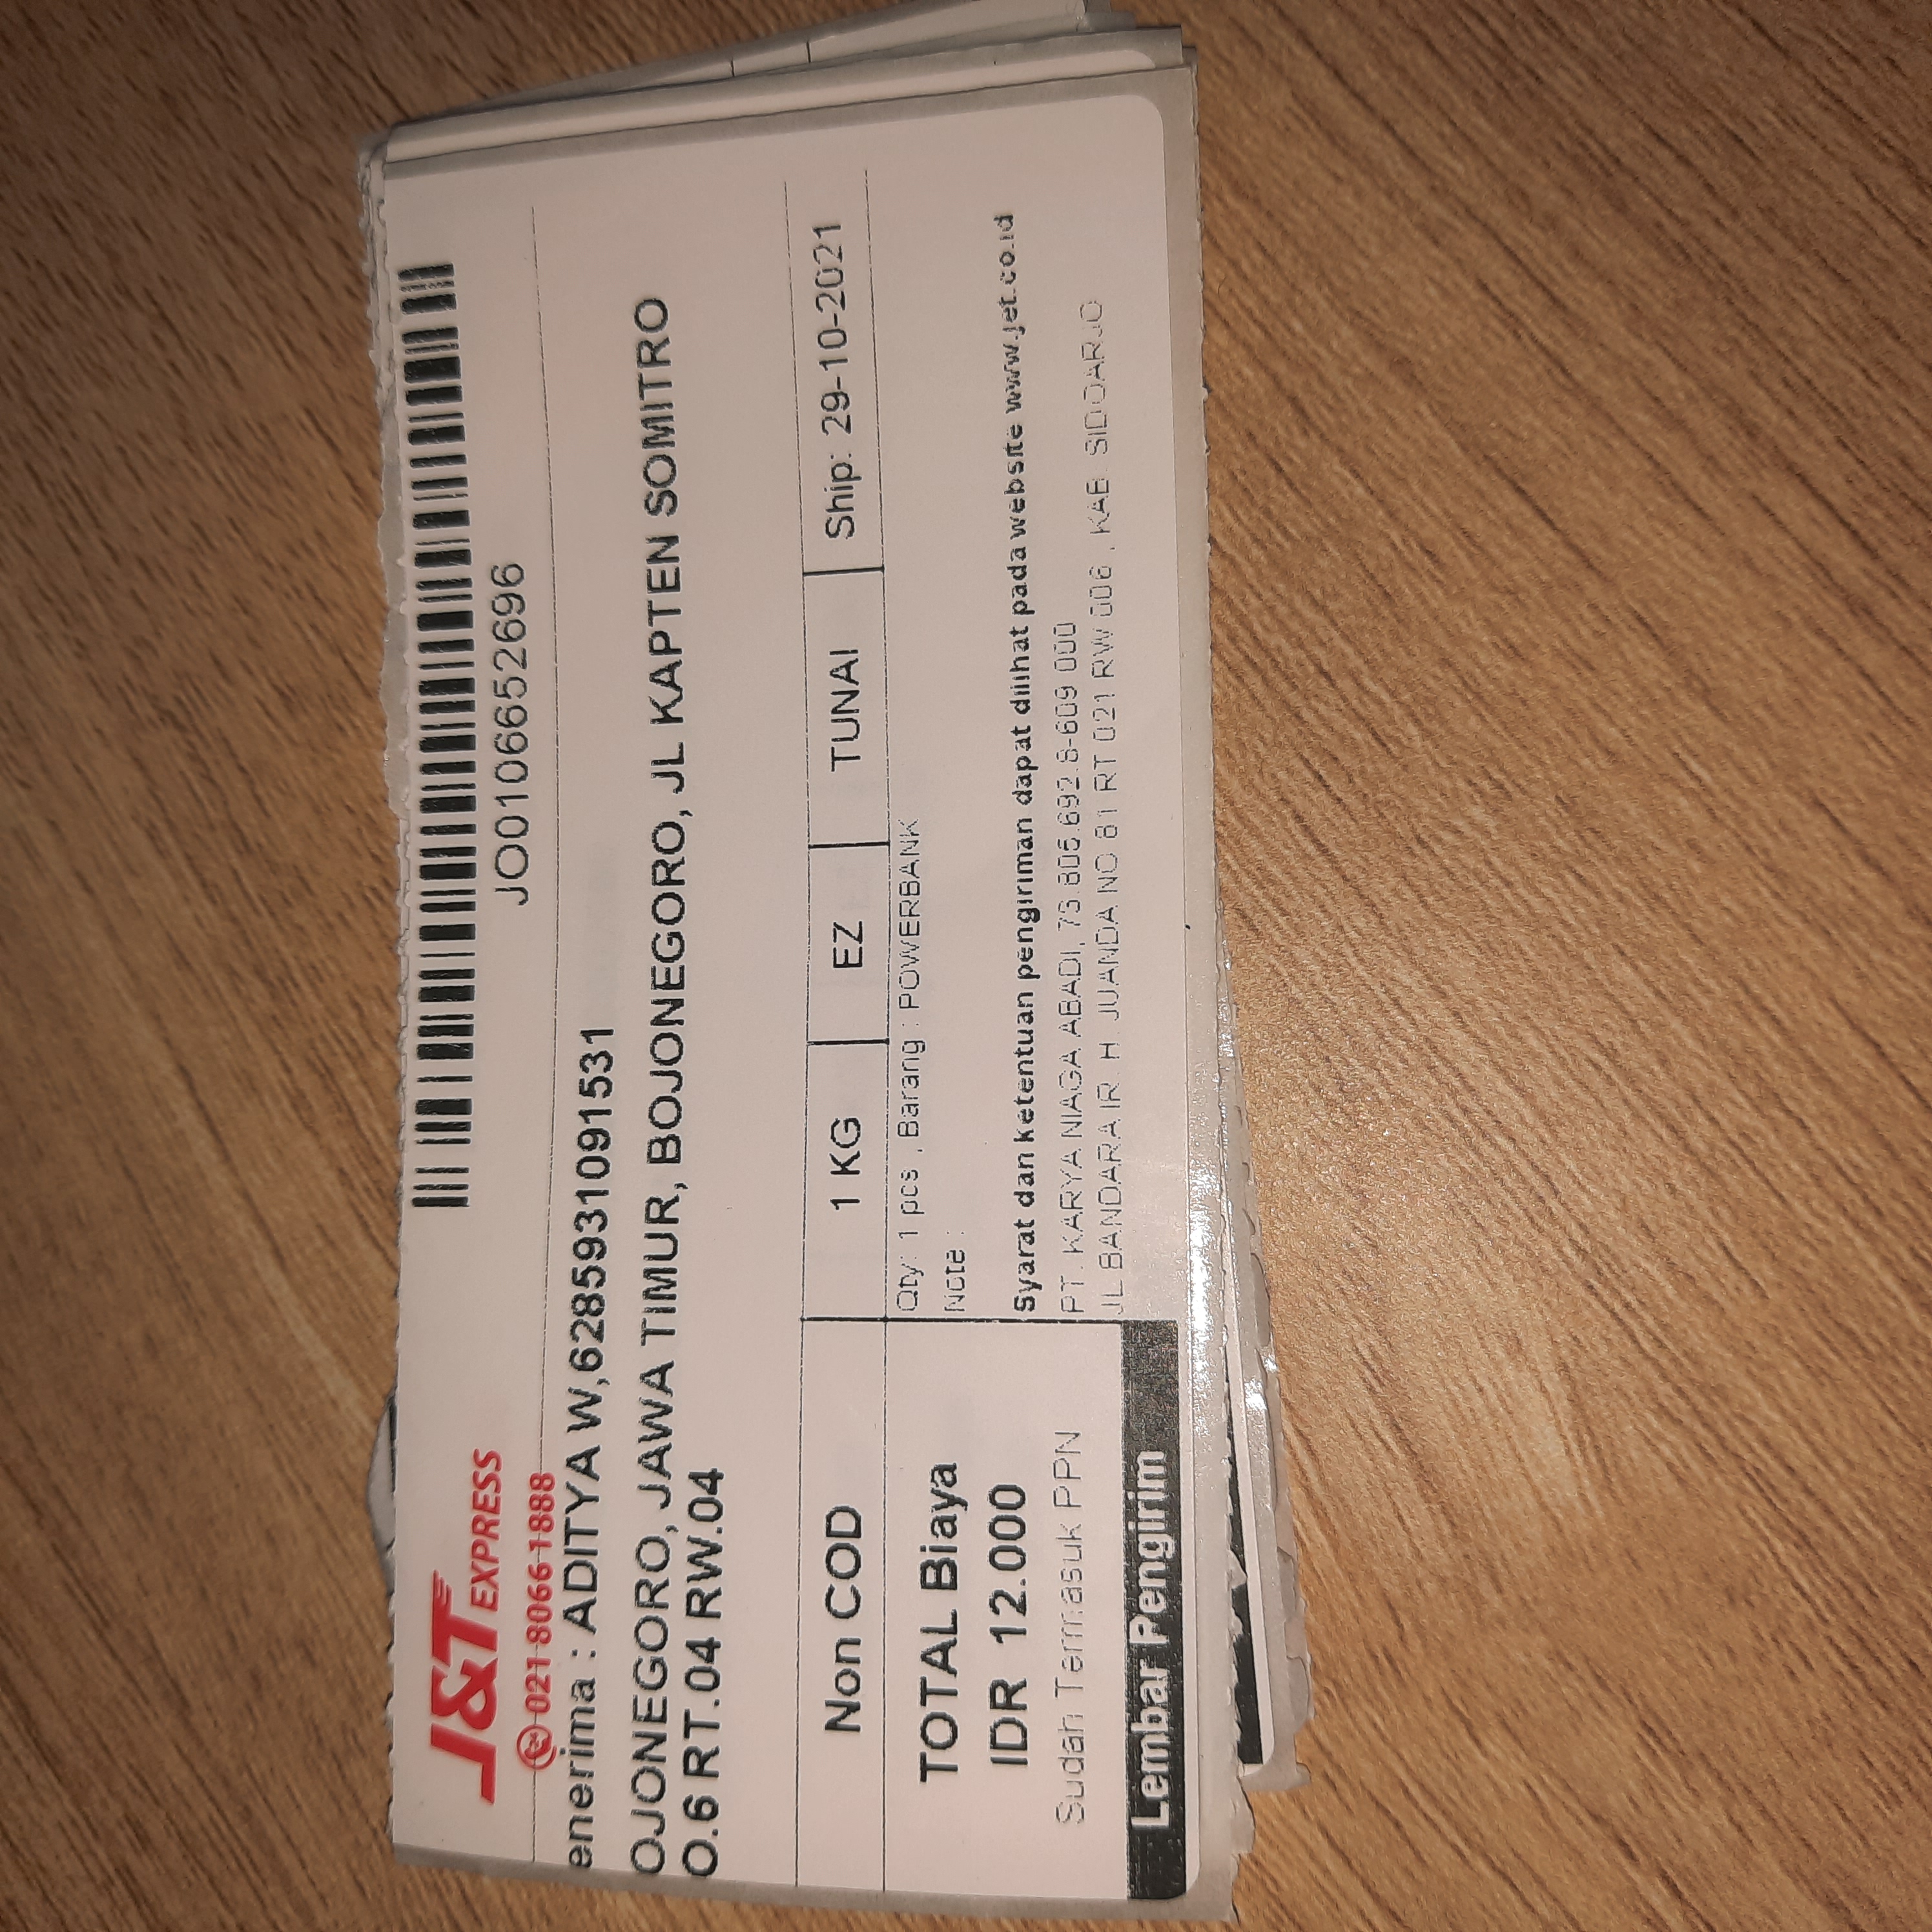 J&T EXPRESS
JO0106652696
021 8066 1888
enerima : ADITYA W,6285931091531
OJONEGORO, JAWA TIMUR, BOJONEGORO, JL KAPTEN SOMITRO
O.6 RT.04 RW.04
Non COD 1 KG EZ TUNAI Ship: 29-10-2021
Qty: 1 pcs , Barang : POWERBANK
Note :
TOTAL Biaya
IDR 12.000
Sudah Termasuk PPN
Syarat dan ketentuan pengiriman dapat dilihat pada website www.jet.co.id
PT. KARYA NIAGA ABADI, 73.806.692.8-609.000
JL BANDARA IR. H. JUANDA NO 81 RT 021 RW 006 , KAB. SIDOARJO
Lembar Pengirim